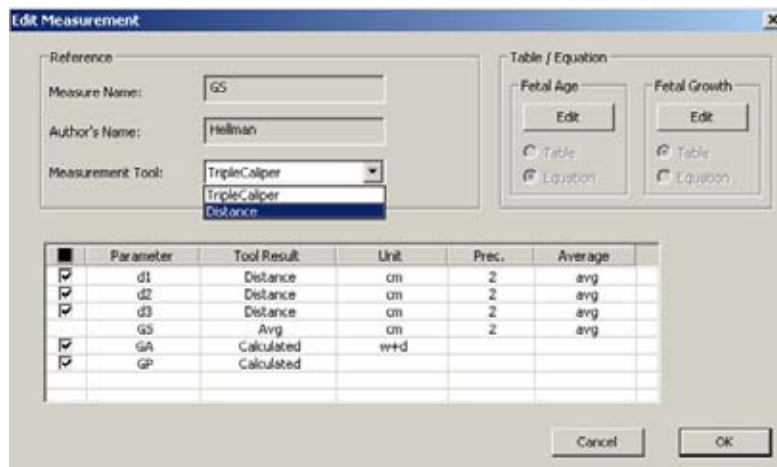 Edit Measurement
Reference
Measure Name: GS
Author's Name: Hellman
Measurement Tool: TripleCaliper
TripleCaliper
Distance
Table / Equation
Fetal Age Fetal Growth
Edit Edit
Table Table
Equation Equation
Parameter Tool Result Unit Prec. Average
d1 Distance cm 2 avg
d2 Distance cm 2 avg
d3 Distance cm 2 avg
GS Avg cm 2 avg
GA Calculated w+d
GP Calculated
Cancel OK